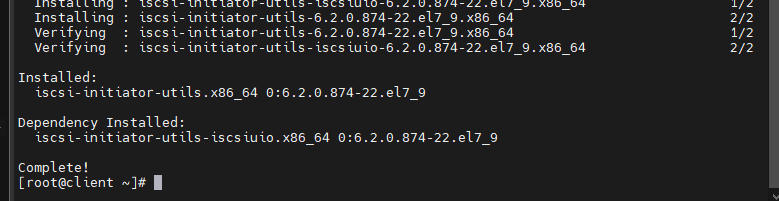 Installing : iscsi-initiator-utils-iscsiuio-6.2.0.874-22.el7_9.x86_64 1/2
Installing : iscsi-initiator-utils-6.2.0.874-22.el7_9.x86_64 2/2
Verifying : iscsi-initiator-utils-6.2.0.874-22.el7_9.x86_64 1/2
Verifying : iscsi-initiator-utils-iscsiuio-6.2.0.874-22.el7_9.x86_64 2/2
Installed:
iscsi-initiator-utils.x86_64 0:6.2.0.874-22.el7_9
Dependency Installed:
iscsi-initiator-utils-iscsiuio.x86_64 0:6.2.0.874-22.el7_9
Complete!
[root@client ~]#